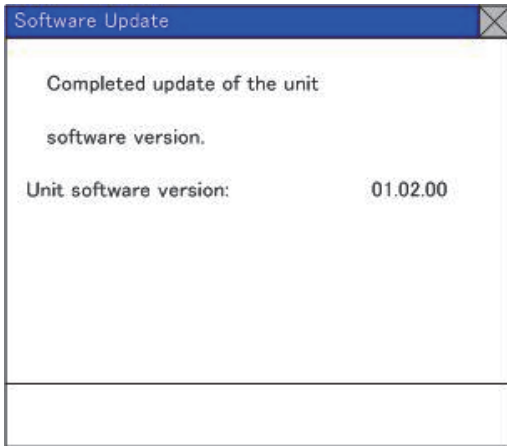 Software Update
Completed update of the unit
software version.
Unit software version: 01.02.00